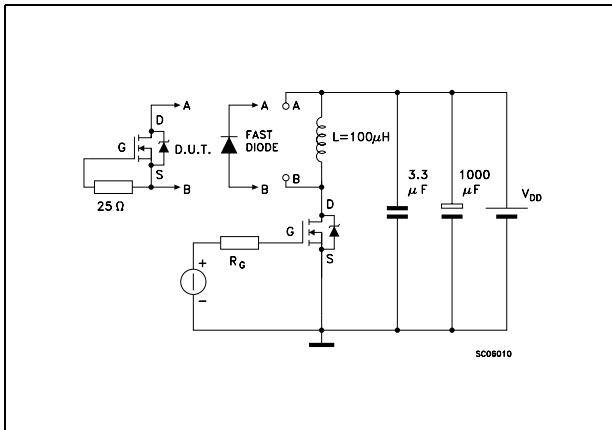 A
A
A
D
G
D.U.T.
FAST
DIODE
L=100μH
S
B
B
B
25 Ω
3.3
μF
1000
μF
V_DD
D
G
S
R_G
+
-
SC06010